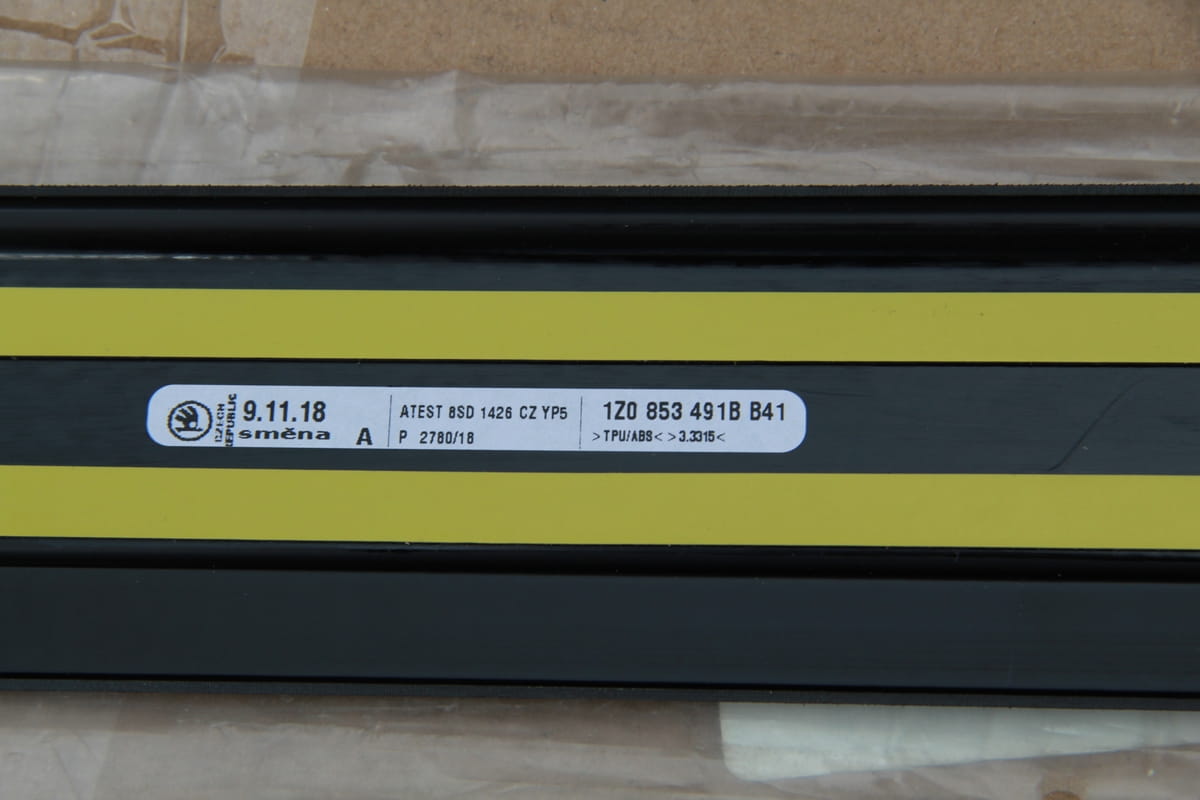 CZECH REPUBLIC
9.11.18
směna A
ATEST 8SD 1426 CZ YP5
P 2780/18
1Z0 853 491B B41
>TPU/ABS< >3.3315<